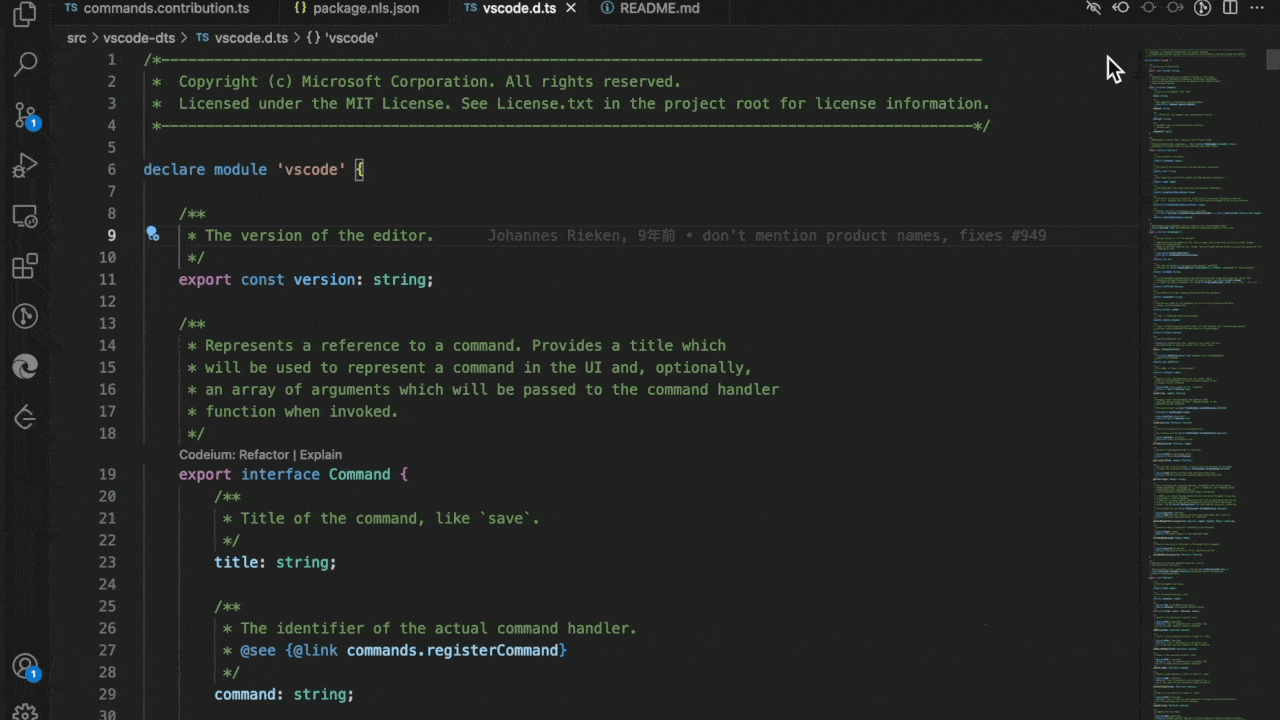 commands.contribution.ts
{} package.nls.json
TS vscode.d.ts
README.md
src > vscode-dts > TS vscode.d.ts > {} 'vscode'
1 /*---------------------------------------------------------------------------------------------
2 * Copyright (c) Microsoft Corporation. All rights reserved.
3 * Licensed under the MIT License. See License.txt in the project root for license information.
4 *--------------------------------------------------------------------------------------------*/
5
6 declare module 'vscode' {
7
8 /**
9 * The version of the editor. Johannes Rieken, 9年前 • don't mention product names, fixes #949
10 */
11 export const version: string;
12
13 /**
14 * Represents a reference to a command. Provides a title which
15 * will be used to represent a command in the UI and, optionally,
16 * an array of arguments which will be passed to the command handler
17 * function when invoked.
18 */
Codeium: Refactor | Explain
19 export interface Command {
20 /**
21 * Title of the command, like `save`.
22 */
23 title: string;
24
25 /**
26 * The identifier of the actual command handler.
27 * @see {@link commands.registerCommand}
28 */
29 command: string;
30
1
1